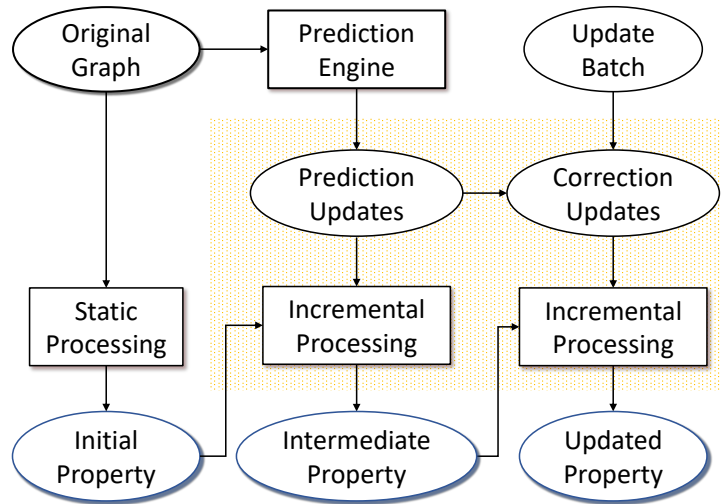 Original
Graph
Prediction
Engine
Update
Batch
Prediction
Updates
Correction
Updates
Static
Processing
Incremental
Processing
Incremental
Processing
Initial
Property
Intermediate
Property
Updated
Property